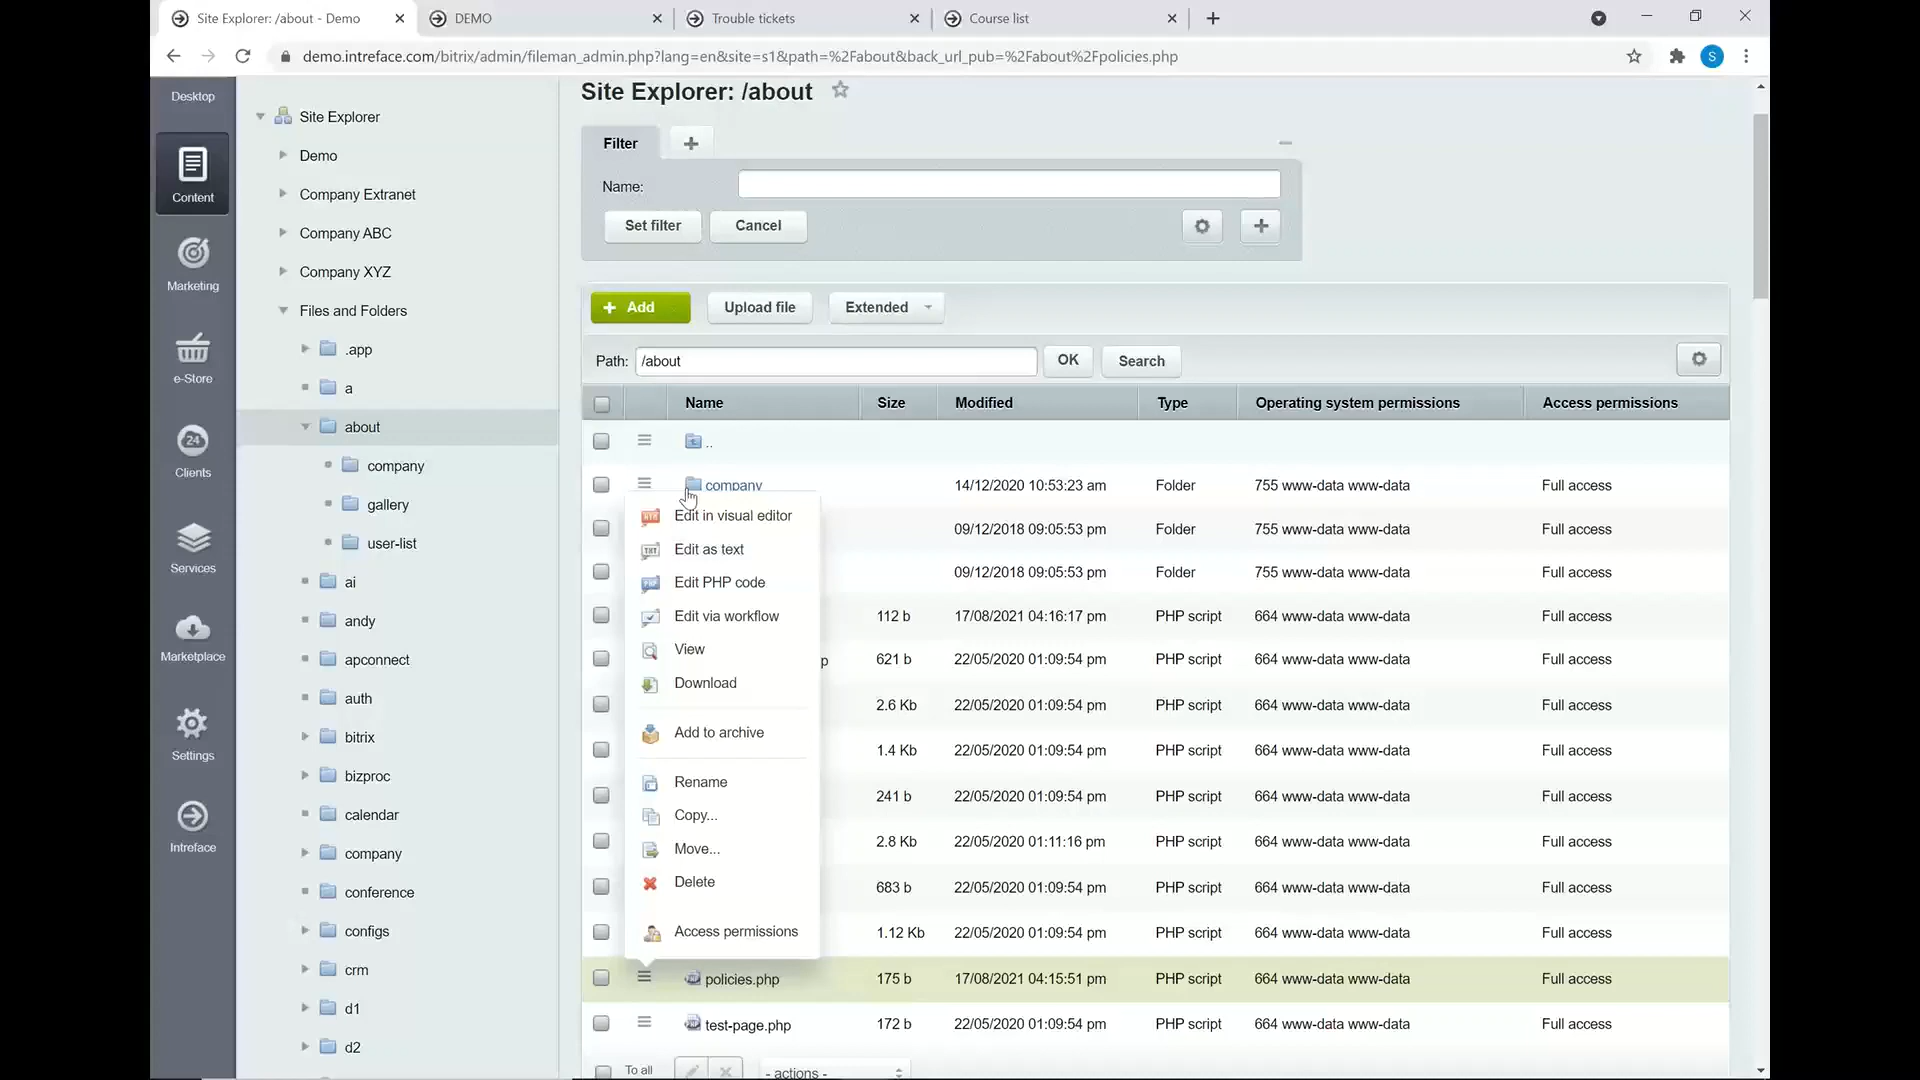 Site Explorer: /about - Demo
DEMO
Trouble tickets
Course list
demo.intreface.com/bitrix/admin/fileman_admin.php?lang=en&site=s1&path=%2Fabout&back_url_pub=%2Fabout%2Fpolicies.php
S
Desktop
Content
Marketing
e-Store
24
Clients
Services
Marketplace
Settings
Intreface
Site Explorer
Demo
Company Extranet
Company ABC
Company XYZ
Files and Folders
.app
a
about
company
gallery
user-list
ai
andy
apconnect
auth
bitrix
bizproc
calendar
company
conference
configs
crm
d1
d2
Site Explorer: /about
Filter
Name:
Set filter Cancel
Add Upload file Extended
Path: /about OK Search
Name Size Modified Type Operating system permissions Access permissions
..
company 14/12/2020 10:53:23 am Folder 755 www-data www-data Full access
09/12/2018 09:05:53 pm Folder 755 www-data www-data Full access
09/12/2018 09:05:53 pm Folder 755 www-data www-data Full access
112 b 17/08/2021 04:16:17 pm PHP script 664 www-data www-data Full access
p 621 b 22/05/2020 01:09:54 pm PHP script 664 www-data www-data Full access
2.6 Kb 22/05/2020 01:09:54 pm PHP script 664 www-data www-data Full access
1.4 Kb 22/05/2020 01:09:54 pm PHP script 664 www-data www-data Full access
241 b 22/05/2020 01:09:54 pm PHP script 664 www-data www-data Full access
2.8 Kb 22/05/2020 01:11:16 pm PHP script 664 www-data www-data Full access
683 b 22/05/2020 01:09:54 pm PHP script 664 www-data www-data Full access
1.12 Kb 22/05/2020 01:09:54 pm PHP script 664 www-data www-data Full access
policies.php 175 b 17/08/2021 04:15:51 pm PHP script 664 www-data www-data Full access
test-page.php 172 b 22/05/2020 01:09:54 pm PHP script 664 www-data www-data Full access
To all - actions -
Edit in visual editor
TXT Edit as text
PHP Edit PHP code
Edit via workflow
View
Download
Add to archive
Rename
Copy...
Move...
Delete
Access permissions